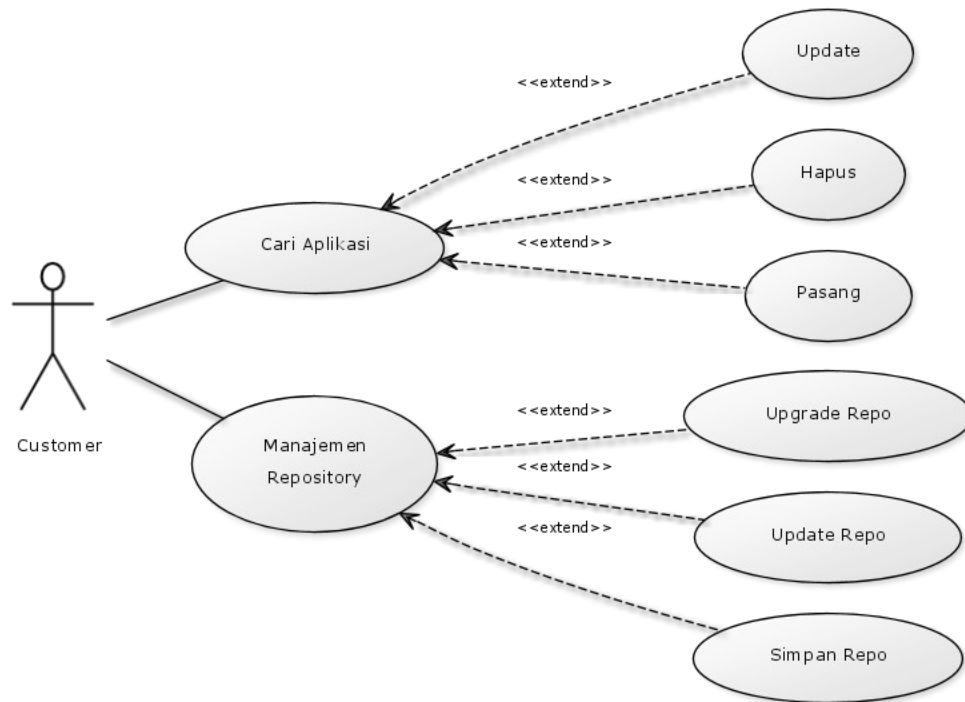 Update
<<extend>>
Hapus
<<extend>>
Cari Aplikasi
<<extend>>
Pasang
Customer
Upgrade Repo
<<extend>>
Manajemen
Repository
<<extend>>
Update Repo
<<extend>>
Simpan Repo